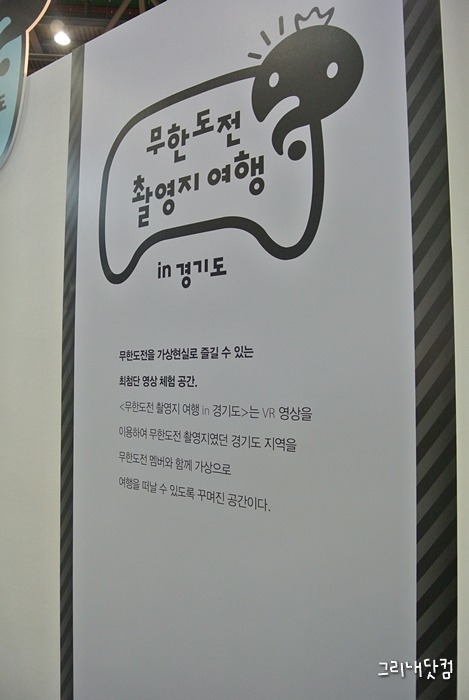 무한도전
촬영지 여행
in 경기도
무한도전을 가상현실로 즐길 수 있는
최첨단 영상 체험 공간.
<무한도전 촬영지 여행 in 경기도>는 VR 영상을
이용하여 무한도전 촬영지였던 경기도 지역을
무한도전 멤버와 함께 가상으로
여행을 떠날 수 있도록 꾸며진 공간이다.
그리내닷컴